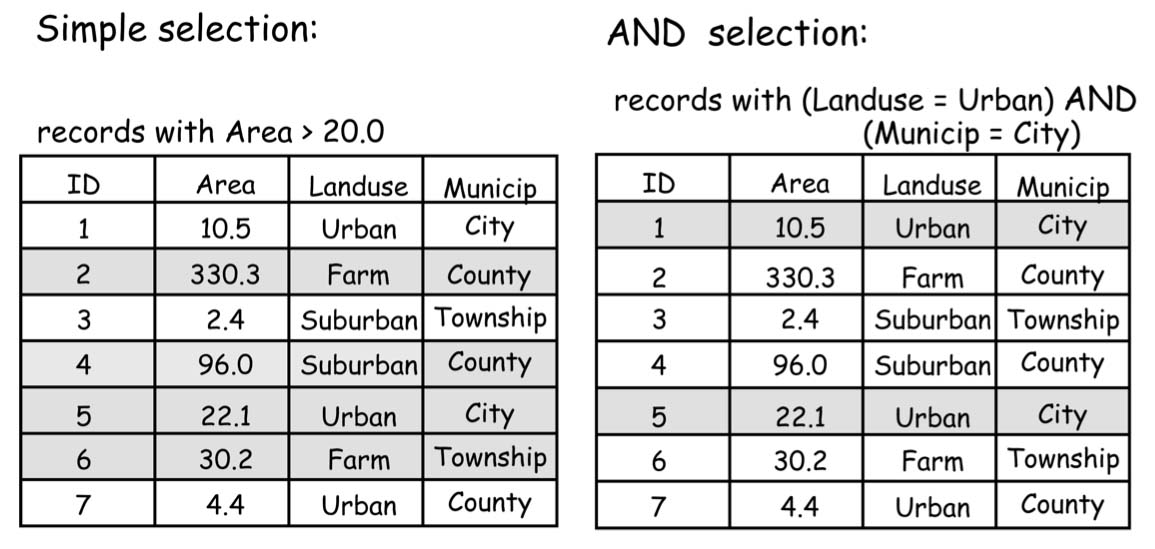 Simple selection:
records with Area > 20.0
ID Area Landuse Municip
1 10.5 Urban City
2 330.3 Farm County
3 2.4 Suburban Township
4 96.0 Suburban County
5 22.1 Urban City
6 30.2 Farm Township
7 4.4 Urban County
AND selection:
records with (Landuse = Urban) AND
(Municip = City)
ID Area Landuse Municip
1 10.5 Urban City
2 330.3 Farm County
3 2.4 Suburban Township
4 96.0 Suburban County
5 22.1 Urban City
6 30.2 Farm Township
7 4.4 Urban County